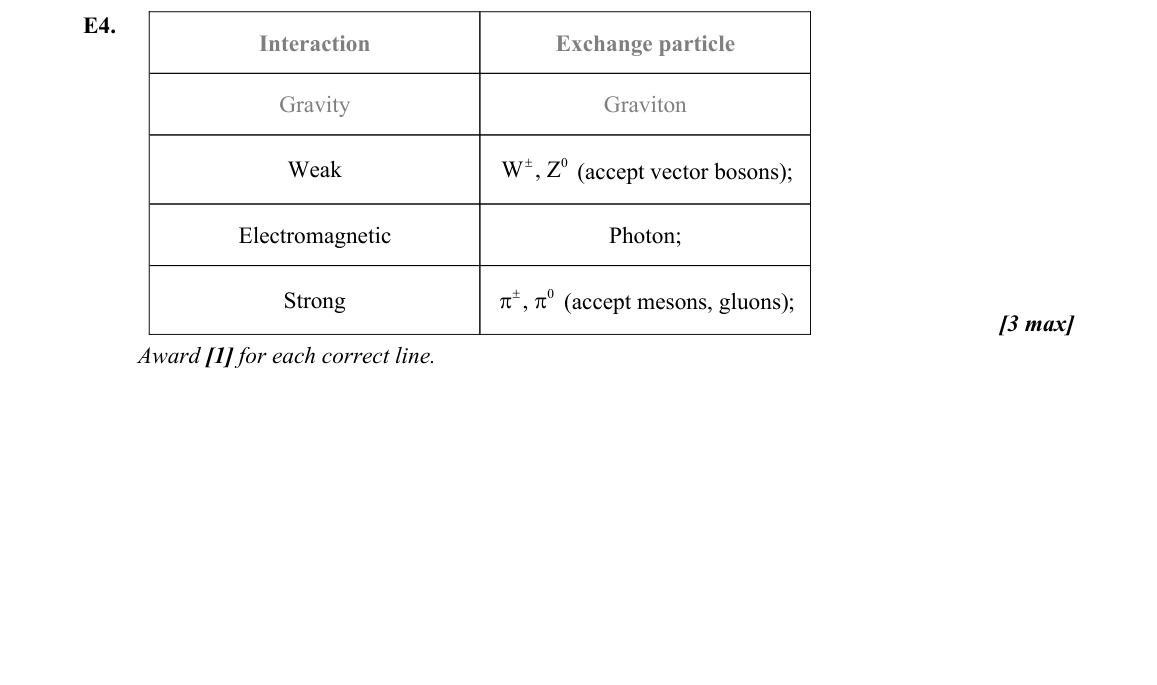 E4.
Interaction Exchange particle
Gravity Graviton
Weak W±, Z⁰ (accept vector bosons);
Electromagnetic Photon;
Strong π±, π⁰ (accept mesons, gluons);
[3 max]
Award [1] for each correct line.